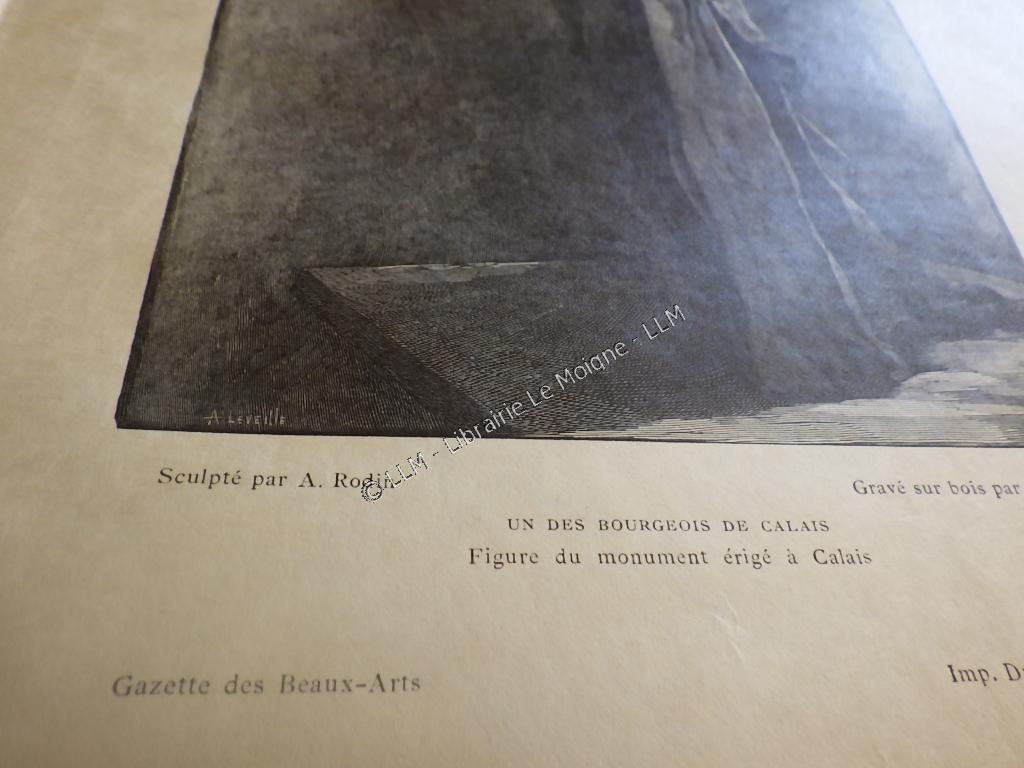 A. LEVEILLE
© LLM - Librairie Le Moigne - LLM
Sculpté par A. Rodin
Gravé sur bois par
UN DES BOURGEOIS DE CALAIS
Figure du monument érigé à Calais
Gazette des Beaux-Arts
Imp.